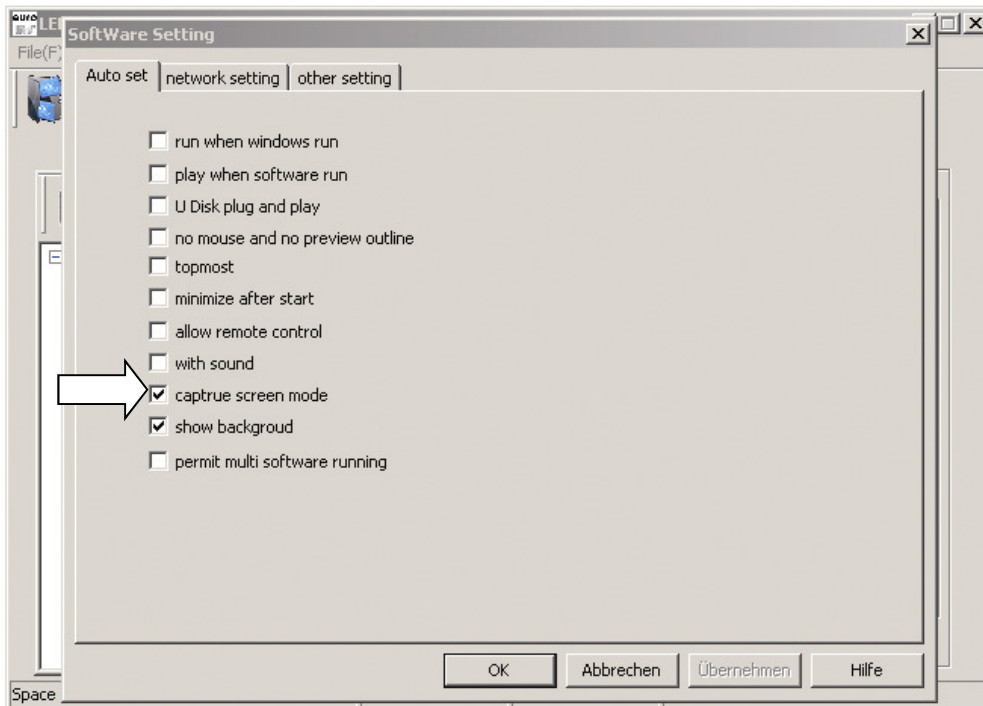 euro LE
SoftWare Setting
File(F)
Auto set network setting other setting
run when windows run
play when software run
U Disk plug and play
no mouse and no preview outline
topmost
minimize after start
allow remote control
with sound
captrue screen mode
show backgroud
permit multi software running
OK Abbrechen Übernehmen Hilfe
Space